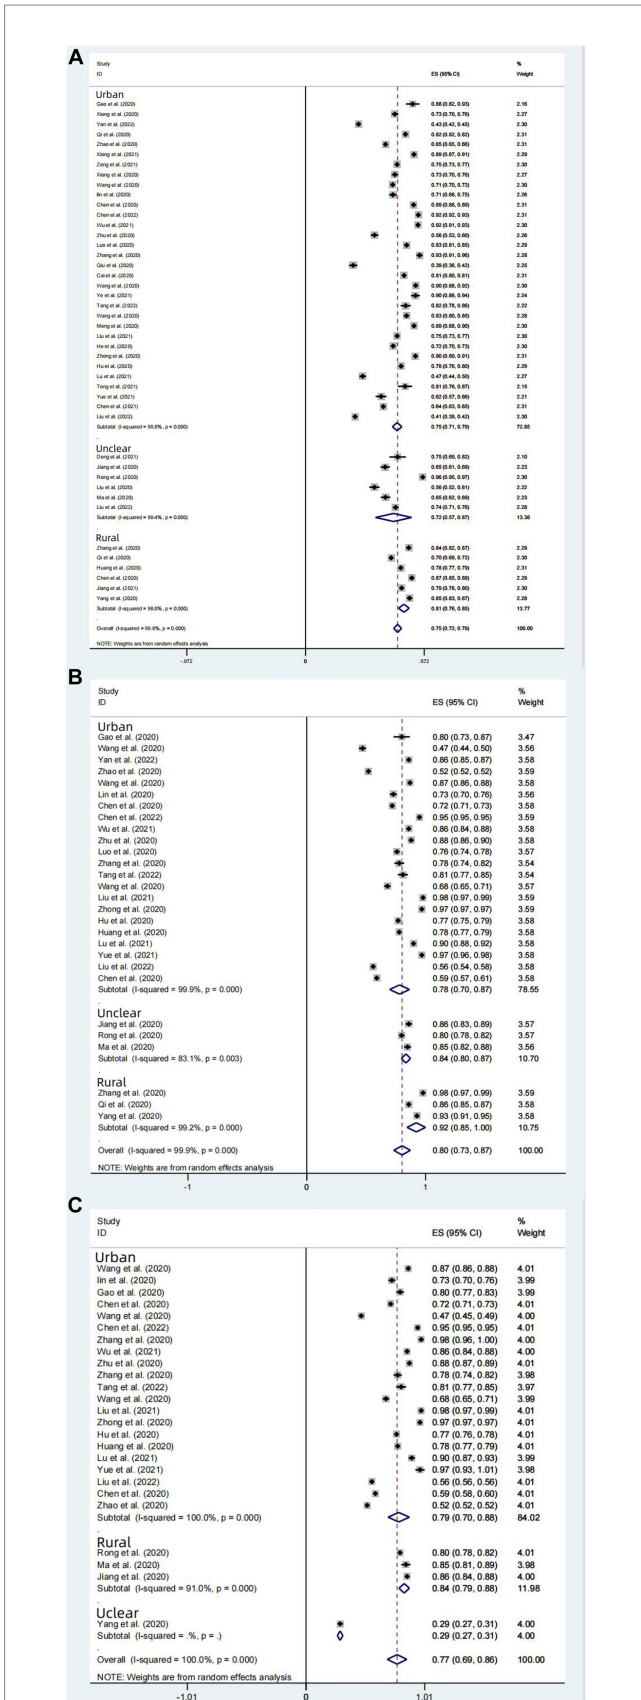 A
Study % 
ID ES (95% CI) Weight
Urban
Gao et al. (2020) 0.88 (0.82, 0.93) 2.16
Xiong et al. (2020) 0.73 (0.70, 0.76) 2.27
Yan et al. (2022) 0.43 (0.42, 0.45) 2.30
Qi et al. (2020) 0.82 (0.82, 0.82) 2.31
Zhao et al. (2020) 0.65 (0.65, 0.66) 2.31
Xiong et al. (2021) 0.89 (0.87, 0.91) 2.29
Zeng et al. (2021) 0.75 (0.73, 0.77) 2.30
Xiong et al. (2020) 0.73 (0.70, 0.76) 2.27
Wang et al. (2020) 0.71 (0.70, 0.73) 2.30
lin et al. (2020) 0.71 (0.68, 0.75) 2.26
Chen et al. (2020) 0.89 (0.88, 0.89) 2.31
Chen et al. (2022) 0.92 (0.92, 0.93) 2.31
Wu et al. (2021) 0.92 (0.91, 0.93) 2.30
Zhu et al. (2020) 0.56 (0.53, 0.60) 2.26
Luo et al. (2020) 0.83 (0.81, 0.85) 2.29
Zhang et al. (2020) 0.93 (0.91, 0.96) 2.28
Qiu et al. (2020) 0.39 (0.36, 0.42) 2.25
Cai et al. (2020) 0.81 (0.80, 0.81) 2.31
Wang et al. (2020) 0.90 (0.88, 0.92) 2.30
Ye et al. (2021) 0.90 (0.86, 0.94) 2.24
Tang et al. (2022) 0.82 (0.78, 0.86) 2.22
Wang et al. (2020) 0.83 (0.80, 0.85) 2.28
Meng et al. (2020) 0.89 (0.88, 0.90) 2.30
Liu et al. (2021) 0.75 (0.73, 0.77) 2.30
He et al. (2020) 0.72 (0.70, 0.73) 2.30
Zhong et al. (2020) 0.90 (0.89, 0.91) 2.31
Hu et al. (2020) 0.78 (0.76, 0.80) 2.29
Lu et al. (2021) 0.47 (0.44, 0.50) 2.27
Teng et al. (2021) 0.81 (0.76, 0.87) 2.15
Yue et al. (2021) 0.62 (0.57, 0.66) 2.21
Chen et al. (2021) 0.64 (0.63, 0.65) 2.31
Liu et al. (2022) 0.41 (0.39, 0.42) 2.30
Subtotal (I-squared = 99.8%, p = 0.000) 0.75 (0.71, 0.79) 72.85
.
Unclear
Dong et al. (2021) 0.75 (0.69, 0.82) 2.10
Jiang et al. (2020) 0.65 (0.61, 0.69) 2.23
Rong et al. (2020) 0.96 (0.95, 0.97) 2.30
Liu et al. (2020) 0.56 (0.52, 0.61) 2.22
Ma et al. (2020) 0.65 (0.62, 0.69) 2.23
Liu et al. (2022) 0.74 (0.71, 0.76) 2.28
Subtotal (I-squared = 99.4%, p = 0.000) 0.72 (0.57, 0.87) 13.38
.
Rural
Zhang et al. (2020) 0.84 (0.82, 0.87) 2.29
Qi et al. (2020) 0.70 (0.69, 0.72) 2.30
Huang et al. (2020) 0.78 (0.77, 0.79) 2.31
Chen et al. (2020) 0.87 (0.85, 0.89) 2.29
Jiang et al. (2021) 0.79 (0.78, 0.80) 2.30
Yang et al. (2020) 0.85 (0.83, 0.87) 2.28
Subtotal (I-squared = 98.0%, p = 0.000) 0.81 (0.76, 0.85) 13.77
.
Overall (I-squared = 99.8%, p = 0.000) 0.75 (0.72, 0.79) 100.00
NOTE: Weights are from random effects analysis
-.972 0 .972
B
Study %
ID ES (95% CI) Weight
Urban
Gao et al. (2020) 0.80 (0.73, 0.87) 3.47
Wang et al. (2020) 0.47 (0.44, 0.50) 3.56
Yan et al. (2022) 0.86 (0.85, 0.87) 3.58
Zhao et al. (2020) 0.52 (0.52, 0.52) 3.59
Wang et al. (2020) 0.87 (0.86, 0.88) 3.58
Lin et al. (2020) 0.73 (0.70, 0.76) 3.56
Chen et al. (2020) 0.72 (0.71, 0.73) 3.58
Chen et al. (2022) 0.95 (0.95, 0.95) 3.59
Wu et al. (2021) 0.86 (0.84, 0.88) 3.58
Zhu et al. (2020) 0.88 (0.86, 0.90) 3.58
Luo et al. (2020) 0.76 (0.74, 0.78) 3.57
Zhang et al. (2020) 0.78 (0.74, 0.82) 3.54
Tang et al. (2022) 0.81 (0.77, 0.85) 3.54
Wang et al. (2020) 0.68 (0.65, 0.71) 3.57
Liu et al. (2021) 0.98 (0.97, 0.99) 3.59
Zhong et al. (2020) 0.97 (0.97, 0.97) 3.59
Hu et al. (2020) 0.77 (0.75, 0.79) 3.58
Huang et al. (2020) 0.78 (0.77, 0.79) 3.58
Lu et al. (2021) 0.90 (0.88, 0.92) 3.58
Yue et al. (2021) 0.97 (0.96, 0.98) 3.58
Liu et al. (2022) 0.56 (0.54, 0.58) 3.58
Chen et al. (2020) 0.59 (0.57, 0.61) 3.58
Subtotal (I-squared = 99.9%, p = 0.000) 0.78 (0.70, 0.87) 78.55
.
Unclear
Jiang et al. (2020) 0.86 (0.83, 0.89) 3.57
Rong et al. (2020) 0.80 (0.78, 0.82) 3.57
Ma et al. (2020) 0.85 (0.82, 0.88) 3.56
Subtotal (I-squared = 83.1%, p = 0.003) 0.84 (0.80, 0.87) 10.70
.
Rural
Zhang et al. (2020) 0.98 (0.97, 0.99) 3.59
Qi et al. (2020) 0.86 (0.85, 0.87) 3.58
Yang et al. (2020) 0.93 (0.91, 0.95) 3.58
Subtotal (I-squared = 99.2%, p = 0.000) 0.92 (0.85, 1.00) 10.75
.
Overall (I-squared = 99.9%, p = 0.000) 0.80 (0.73, 0.87) 100.00
NOTE: Weights are from random effects analysis
-1 0 1
C
Study %
ID ES (95% CI) Weight
Urban
Wang et al. (2020) 0.87 (0.86, 0.88) 4.01
lin et al. (2020) 0.73 (0.70, 0.76) 3.99
Gao et al. (2020) 0.80 (0.77, 0.83) 3.99
Chen et al. (2020) 0.72 (0.71, 0.73) 4.01
Wang et al. (2020) 0.47 (0.45, 0.49) 4.00
Chen et al. (2022) 0.95 (0.95, 0.95) 4.01
Zhang et al. (2020) 0.98 (0.96, 1.00) 4.00
Wu et al. (2021) 0.86 (0.84, 0.88) 4.00
Zhu et al. (2020) 0.88 (0.87, 0.89) 4.01
Zhang et al. (2020) 0.78 (0.74, 0.82) 3.98
Tang et al. (2022) 0.81 (0.77, 0.85) 3.97
Wang et al. (2020) 0.68 (0.65, 0.71) 3.99
Liu et al. (2021) 0.98 (0.97, 0.99) 4.01
Zhong et al. (2020) 0.97 (0.97, 0.97) 4.01
Hu et al. (2020) 0.77 (0.76, 0.78) 4.01
Huang et al. (2020) 0.78 (0.77, 0.79) 4.01
Lu et al. (2021) 0.90 (0.87, 0.93) 3.99
Yue et al. (2021) 0.97 (0.93, 1.01) 3.98
Liu et al. (2022) 0.56 (0.56, 0.56) 4.01
Chen et al. (2020) 0.59 (0.58, 0.60) 4.01
Zhao et al. (2020) 0.52 (0.52, 0.52) 4.01
Subtotal (I-squared = 100.0%, p = 0.000) 0.79 (0.70, 0.88) 84.02
.
Rural
Rong et al. (2020) 0.80 (0.78, 0.82) 4.01
Ma et al. (2020) 0.85 (0.81, 0.89) 3.98
Jiang et al. (2020) 0.86 (0.84, 0.88) 4.00
Subtotal (I-squared = 91.0%, p = 0.000) 0.84 (0.79, 0.88) 11.98
.
Uclear
Yang et al. (2020) 0.29 (0.27, 0.31) 4.00
Subtotal (I-squared = .%, p = .) 0.29 (0.27, 0.31) 4.00
.
Overall (I-squared = 100.0%, p = 0.000) 0.77 (0.69, 0.86) 100.00
NOTE: Weights are from random effects analysis
-1.01 0 1.01